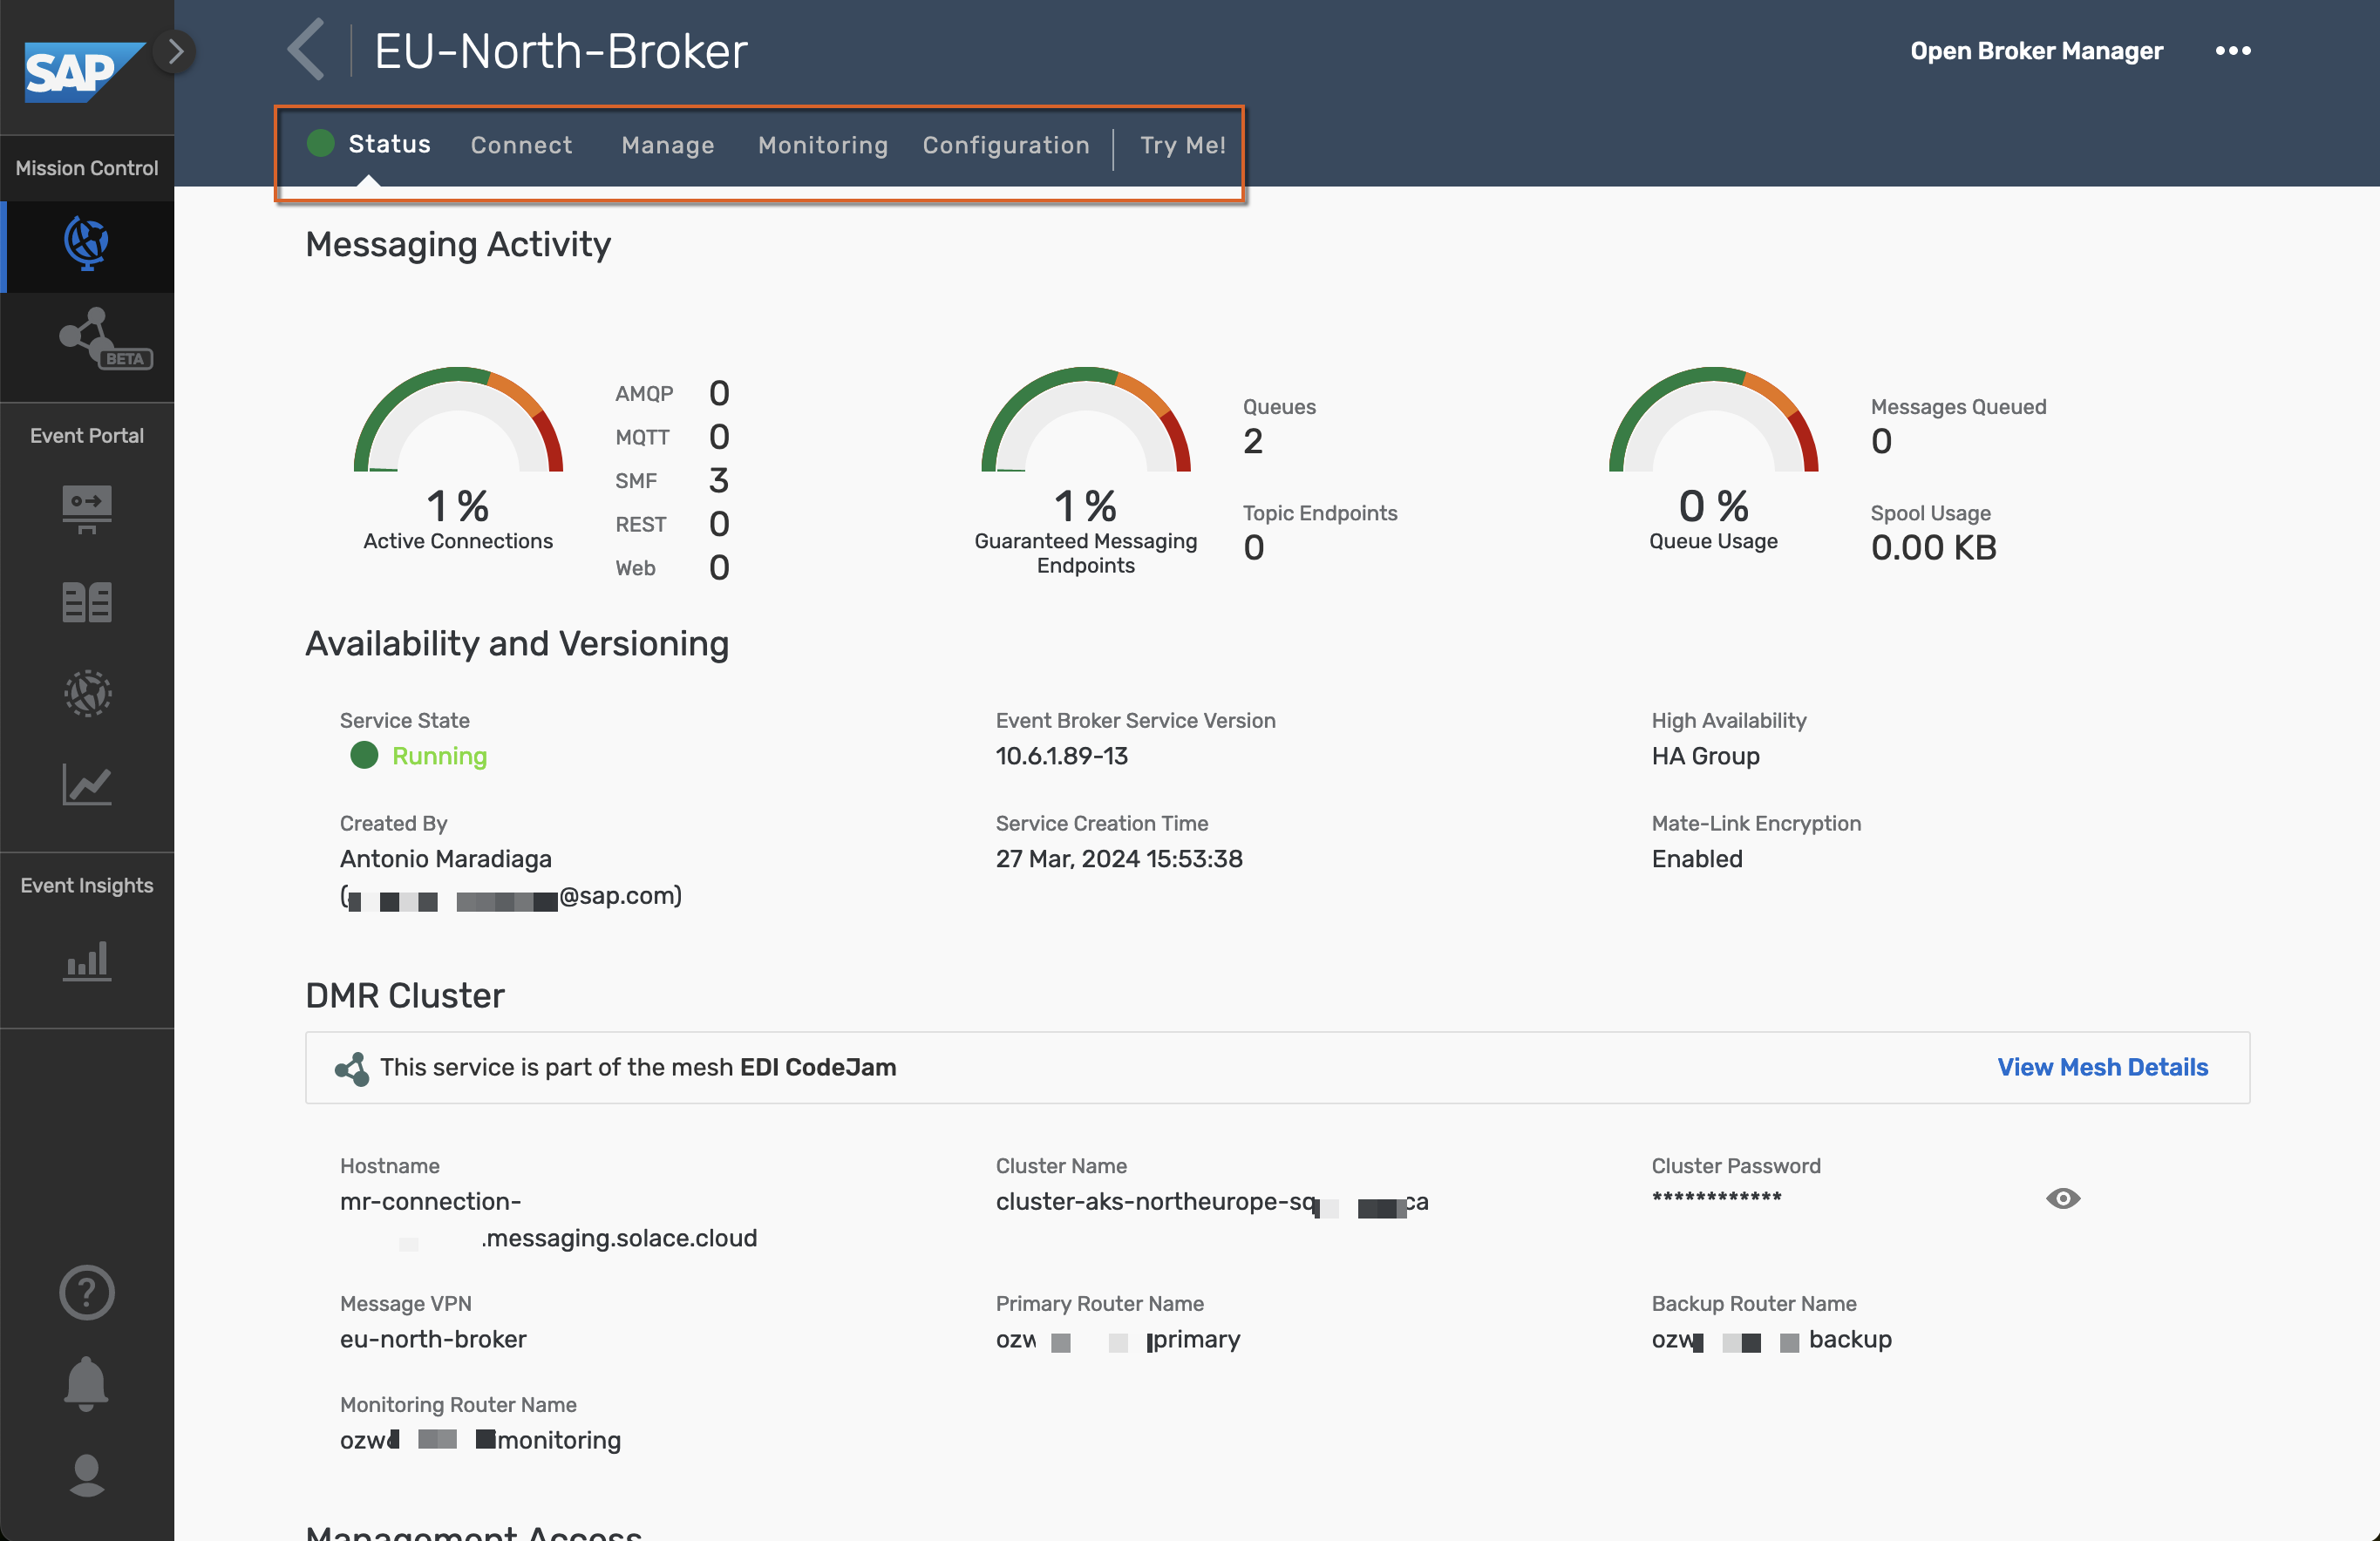 SAP
EU-North-Broker
Open Broker Manager
Status Connect Manage Monitoring Configuration Try Me!
Mission Control
BETA
Event Portal
Event Insights
Messaging Activity
1 %
Active Connections
AMQP 0
MQTT 0
SMF 3
REST 0
Web 0
1 %
Guaranteed Messaging
Endpoints
Queues
2
Topic Endpoints
0
0 %
Queue Usage
Messages Queued
0
Spool Usage
0.00 KB
Availability and Versioning
Service State
Running
Event Broker Service Version
10.6.1.89-13
High Availability
HA Group
Created By
Antonio Maradiaga
( @sap.com)
Service Creation Time
27 Mar, 2024 15:53:38
Mate-Link Encryption
Enabled
DMR Cluster
This service is part of the mesh EDI CodeJam
View Mesh Details
Hostname
mr-connection-
.messaging.solace.cloud
Cluster Name
cluster-aks-northeurope-sq ca
Cluster Password
************
Message VPN
eu-north-broker
Primary Router Name
ozw primary
Backup Router Name
ozw backup
Monitoring Router Name
ozw monitoring
Management Access